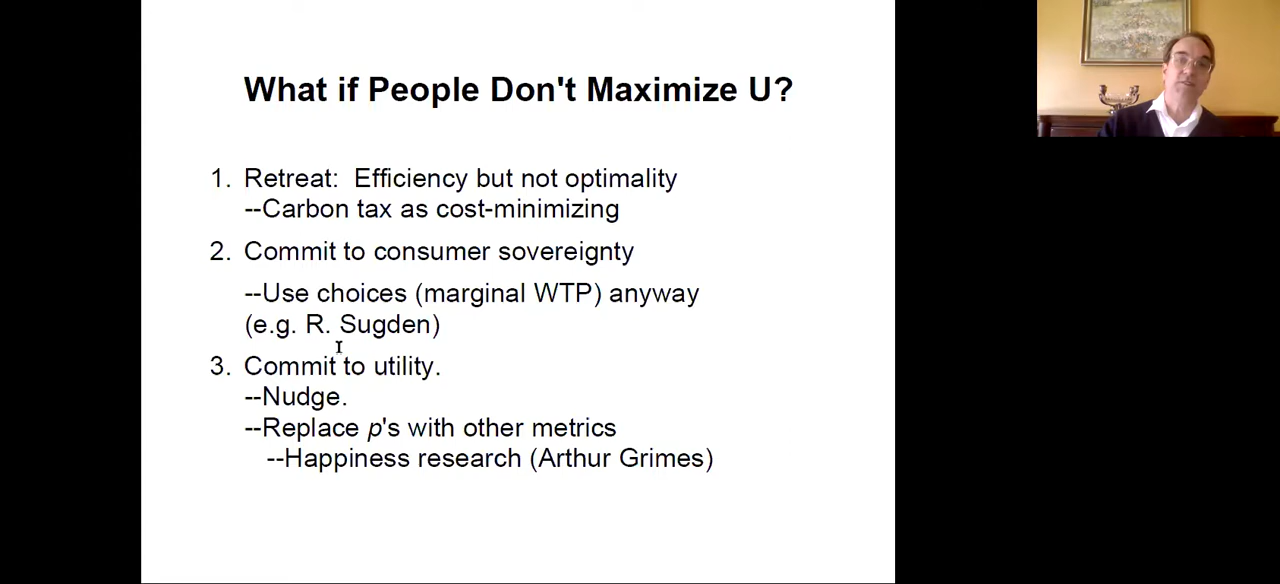 What if People Don't Maximize U?
1. Retreat: Efficiency but not optimality
--Carbon tax as cost-minimizing
2. Commit to consumer sovereignty
--Use choices (marginal WTP) anyway
(e.g. R. Sugden)
3. Commit to utility.
--Nudge.
--Replace p's with other metrics
--Happiness research (Arthur Grimes)